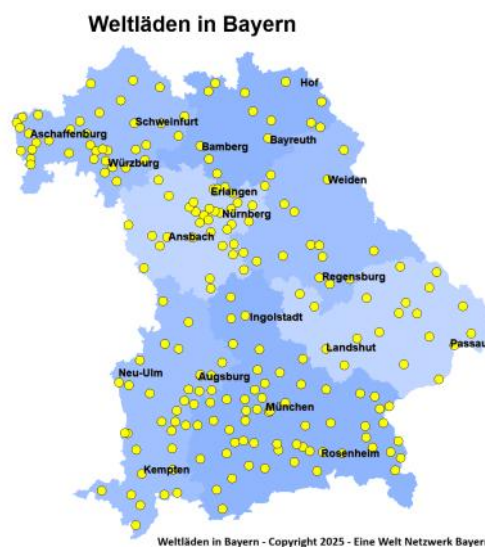 Weltläden in Bayern
Hof
Schweinfurt
Aschaffenburg
Bayreuth
Bamberg
Würzburg
Weiden
Erlangen
Nürnberg
Ansbach
Regensburg
Ingolstadt
Landshut
Passau
Neu-Ulm
Augsburg
München
Rosenheim
Kempten
Weltläden in Bayern - Copyright 2025 - Eine Welt Netzwerk Bayern